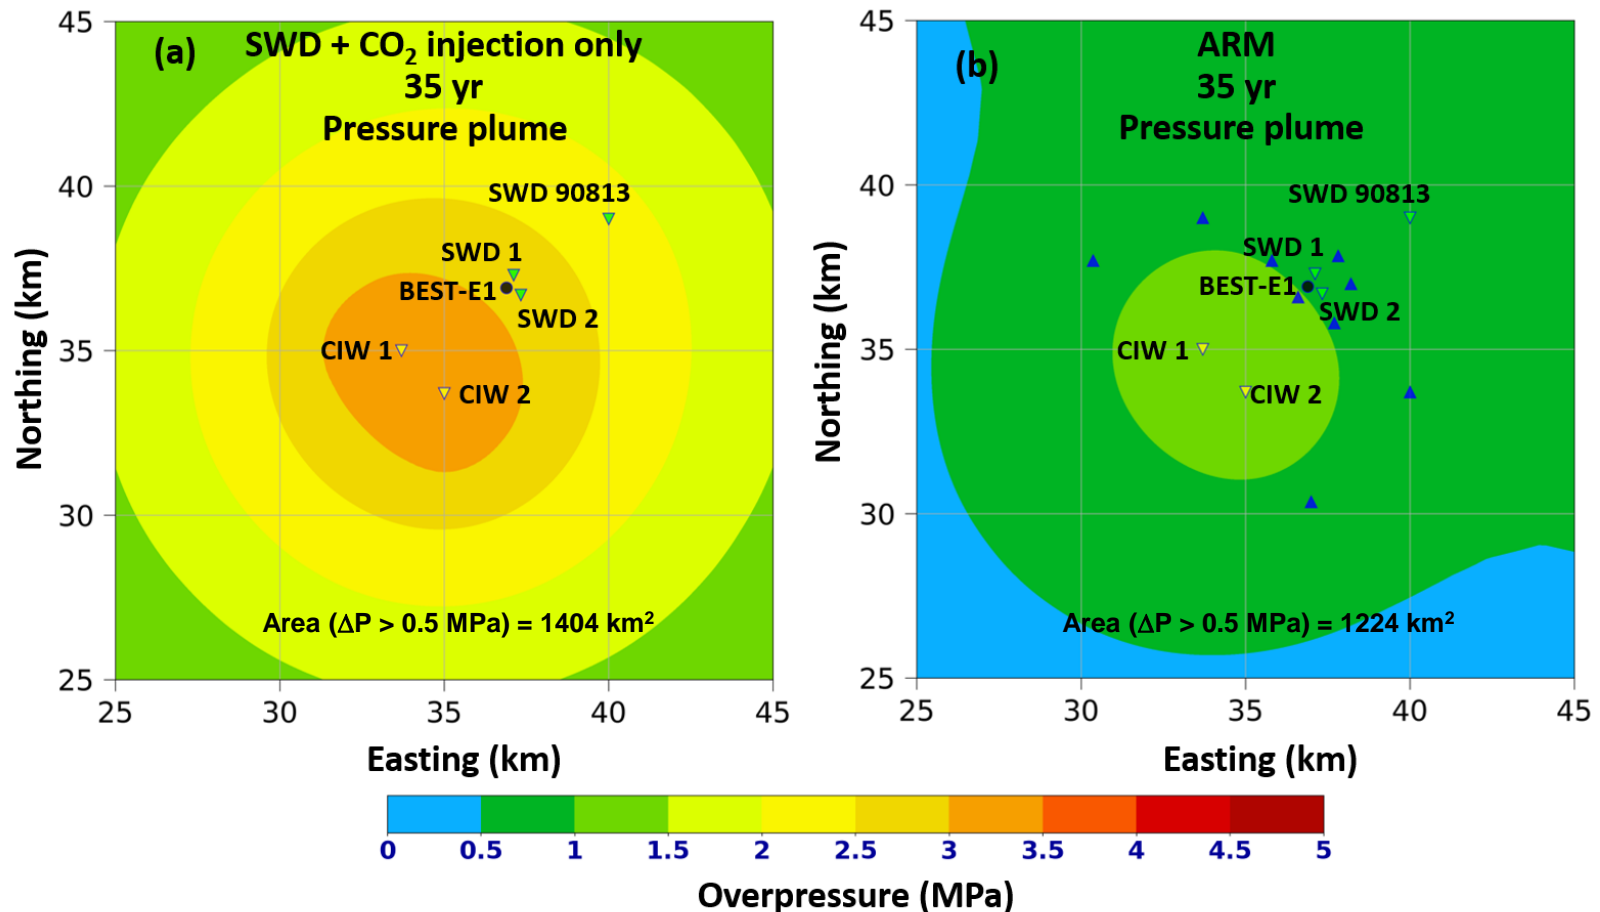 (a)
SWD + CO₂ injection only
35 yr
Pressure plume
SWD 90813
SWD 1
BEST-E1
SWD 2
CIW 1
CIW 2
Area (ΔP > 0.5 MPa) = 1404 km²
45
40
35
30
25
25 30 35 40 45
Northing (km)
Easting (km)
(b)
ARM
35 yr
Pressure plume
SWD 90813
SWD 1
BEST-E1
SWD 2
CIW 1
CIW 2
Area (ΔP > 0.5 MPa) = 1224 km²
45
40
35
30
25
25 30 35 40 45
Northing (km)
Easting (km)
0 0.5 1 1.5 2 2.5 3 3.5 4 4.5 5
Overpressure (MPa)